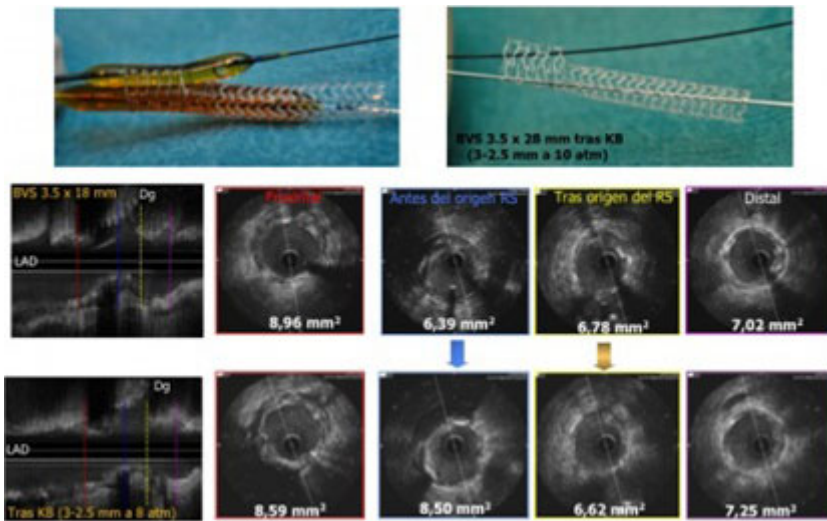 BVS 3.5 x 28 mm tras KB
(3-2.5 mm a 10 atm)
BVS 3.5 x 18 mm
Dg
LAD
Proximal
8,96 mm²
Antes del origen RS
6,39 mm²
Tras origen del RS
6,78 mm²
Distal
7,02 mm²
Dg
LAD
Tras KB (3-2.5 mm a 8 atm)
8,59 mm²
8,50 mm²
6,62 mm²
7,25 mm²